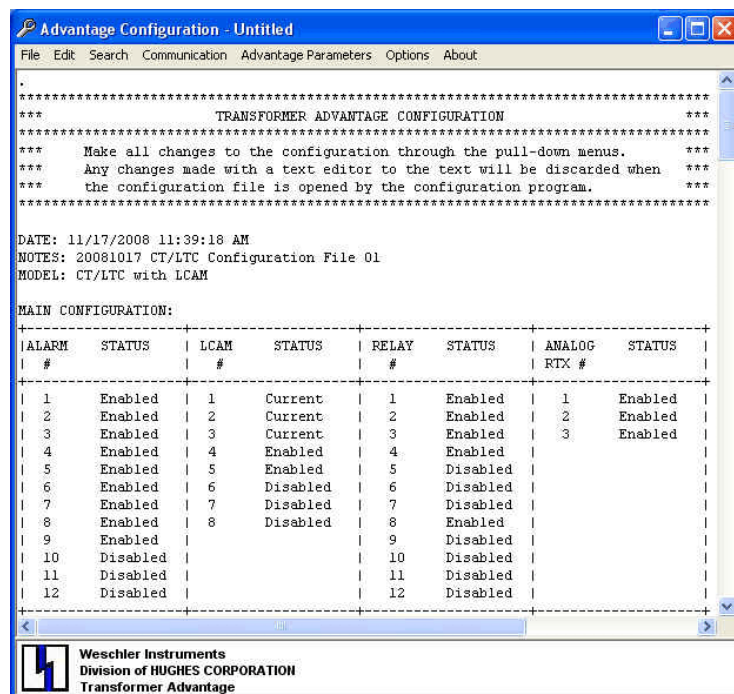 Advantage Configuration - Untitled
File Edit Search Communication Advantage Parameters Options About
.
*************************************************************************************
*** TRANSFORMER ADVANTAGE CONFIGURATION ***
*************************************************************************************
*** Make all changes to the configuration through the pull-down menus. ***
*** Any changes made with a text editor to the text will be discarded when ***
*** the configuration file is opened by the configuration program. ***
*************************************************************************************
DATE: 11/17/2008 11:39:18 AM
NOTES: 20081017 CT/LTC Configuration File 01
MODEL: CT/LTC with LCAM
MAIN CONFIGURATION:
+--------------------+--------------------+--------------------+--------------------+
|ALARM STATUS | LCAM STATUS | RELAY STATUS | ANALOG STATUS |
| # | # | # | RTX # |
+--------------------+--------------------+--------------------+--------------------+
| 1 Enabled | 1 Current | 1 Enabled | 1 Enabled |
| 2 Enabled | 2 Current | 2 Enabled | 2 Enabled |
| 3 Enabled | 3 Current | 3 Enabled | 3 Enabled |
| 4 Enabled | 4 Enabled | 4 Enabled | |
| 5 Enabled | 5 Enabled | 5 Disabled | |
| 6 Enabled | 6 Disabled | 6 Disabled | |
| 7 Enabled | 7 Disabled | 7 Disabled | |
| 8 Enabled | 8 Disabled | 8 Enabled | |
| 9 Enabled | | 9 Disabled | |
| 10 Disabled | | 10 Disabled | |
| 11 Disabled | | 11 Disabled | |
| 12 Disabled | | 12 Disabled | |
+--------------------+--------------------+--------------------+--------------------+
Weschler Instruments
Division of HUGHES CORPORATION
Transformer Advantage